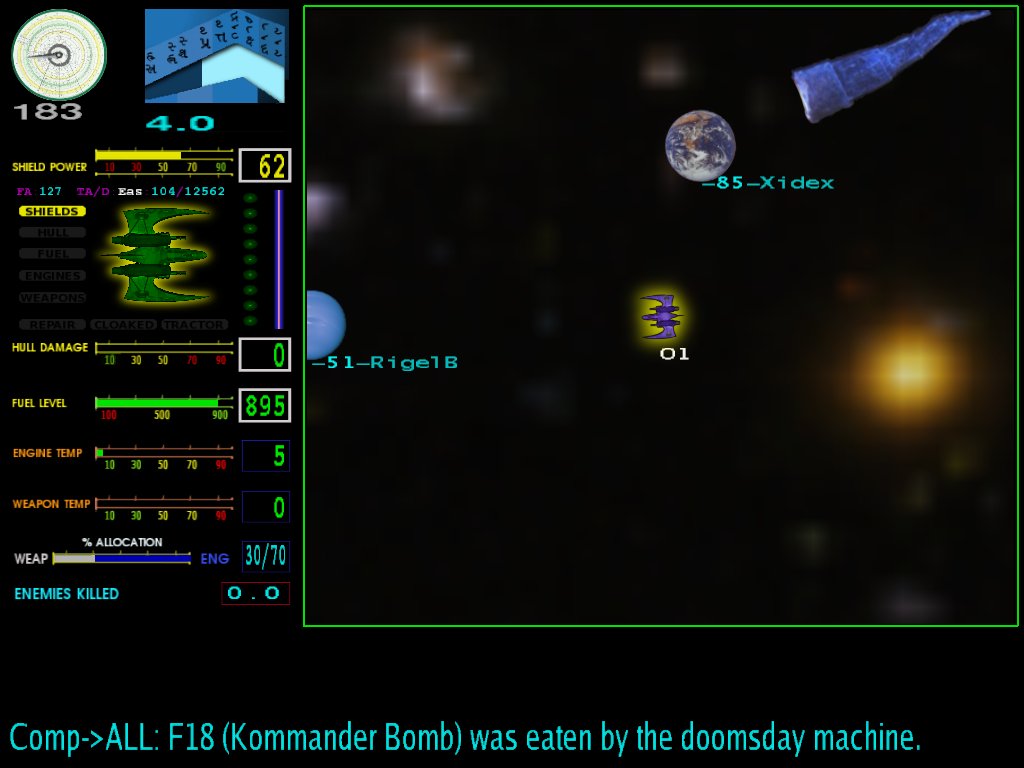 183
4.0
SHIELD POWER
10 30 50 70 90
62
FA 127 TA/D Eas 104/12562
SHIELDS
HULL
FUEL
ENGINES
WEAPONS
REPAIR CLOAKED TRACTOR
HULL DAMAGE
10 30 50 70 90
0
FUEL LEVEL
100 500 900
895
ENGINE TEMP
10 30 50 70 90
5
WEAPON TEMP
10 30 50 70 90
0
% ALLOCATION
WEAP ENG 30/70
ENEMIES KILLED 0.0
-85-Xidex
-51-RigelB
O1
Comp->ALL: F18 (Kommander Bomb) was eaten by the doomsday machine.